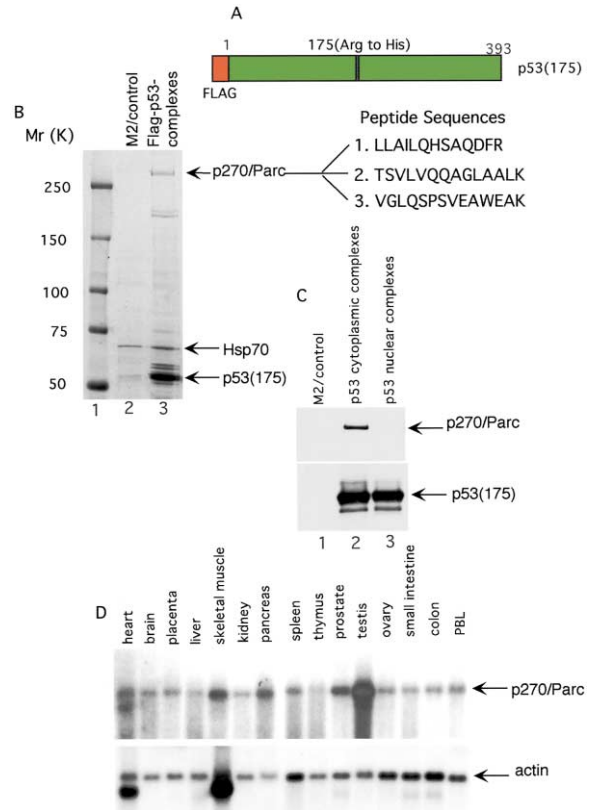 A
1 175(Arg to His) 393
p53(175)
FLAG
B
Mr (K)
M2/control
Flag-p53-
complexes
250
150
100
75
50
p270/Parc
Hsp70
p53(175)
1 2 3
Peptide Sequences
1. LLAILQHSAQDFR
2. TSVLVQQAGLAALK
3. VGLQSPSVEAWEAK
C
M2/control
p53 cytoplasmic complexes
p53 nuclear complexes
p270/Parc
p53(175)
1 2 3
D
heart
brain
placenta
liver
skeletal muscle
kidney
pancreas
spleen
thymus
prostate
testis
ovary
small intestine
colon
PBL
p270/Parc
actin